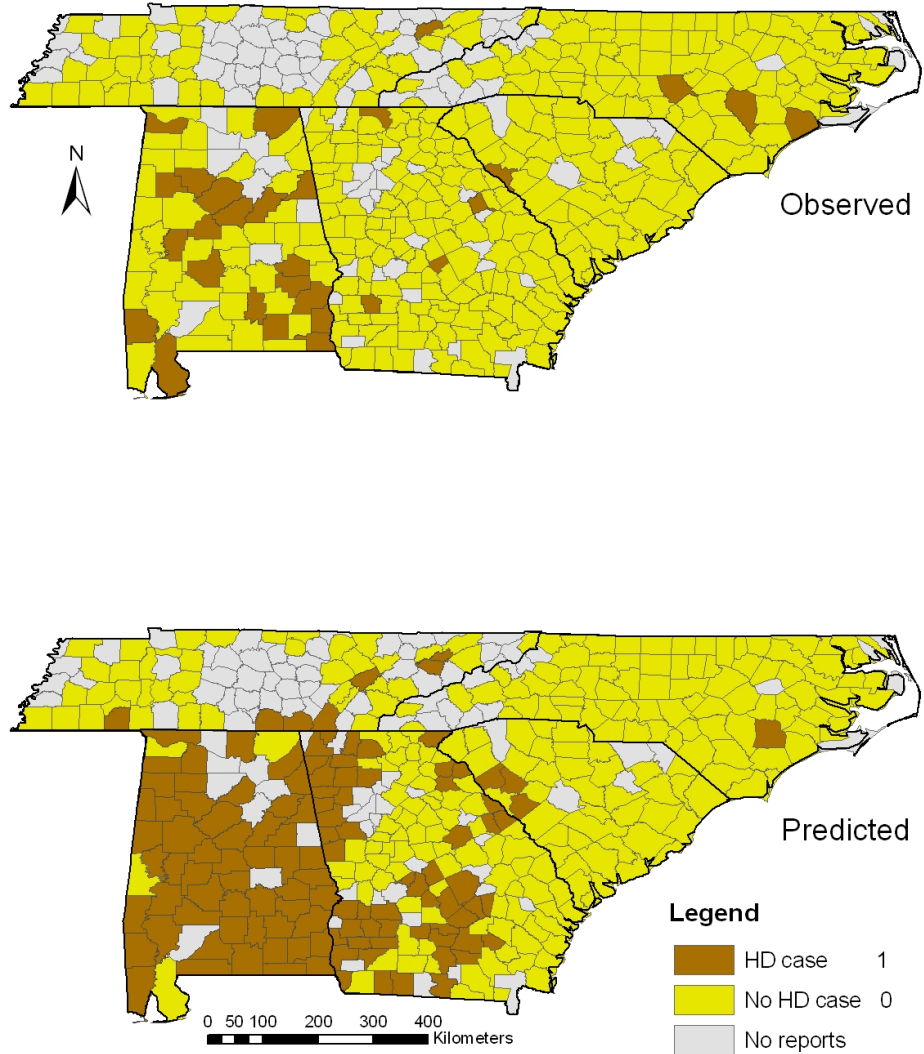 N
Observed
Predicted
Legend
HD case 1
No HD case 0
No reports
0 50 100 200 300 400
Kilometers